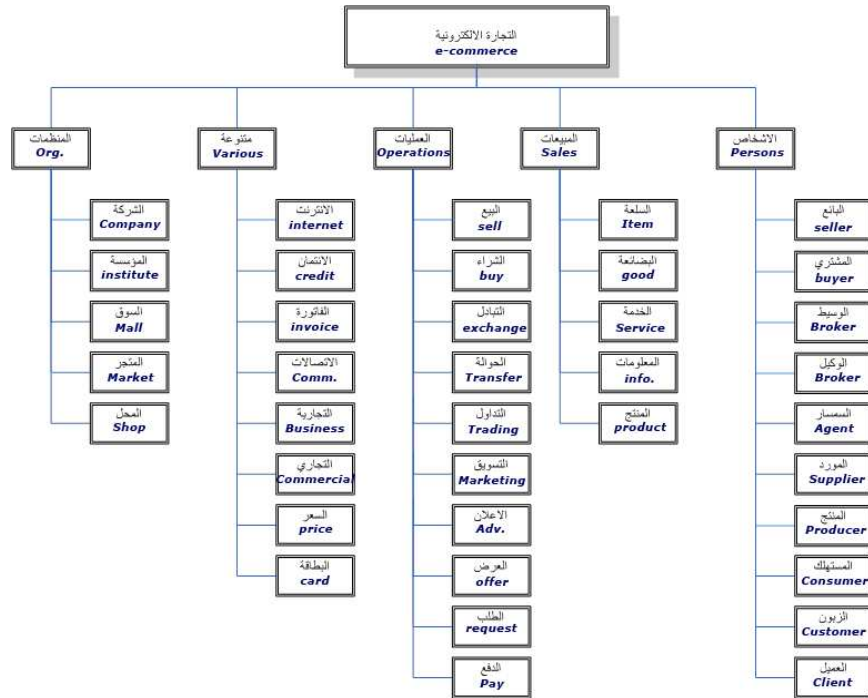 التجارة الالكترونية
e-commerce
المنظمات
Org.
متنوعة
Various
العمليات
Operations
المبيعات
Sales
الاشخاص
Persons
الشركة
Company
المؤسسة
institute
السوق
Mall
المتجر
Market
المحل
Shop
الانترنت
internet
الائتمان
credit
الفاتورة
invoice
الاتصالات
Comm.
التجارية
Business
التجاري
Commercial
السعر
price
البطاقة
card
البيع
sell
الشراء
buy
التبادل
exchange
الحوالة
Transfer
التداول
Trading
التسويق
Marketing
الاعلان
Adv.
العرض
offer
الطلب
request
الدفع
Pay
السلعة
Item
البضائعة
good
الخدمة
Service
المعلومات
info.
المنتج
product
البائع
seller
المشتري
buyer
الوسيط
Broker
الوكيل
Broker
السمسار
Agent
المورد
Supplier
المنتج
Producer
المستهلك
Consumer
الزبون
Customer
العميل
Client